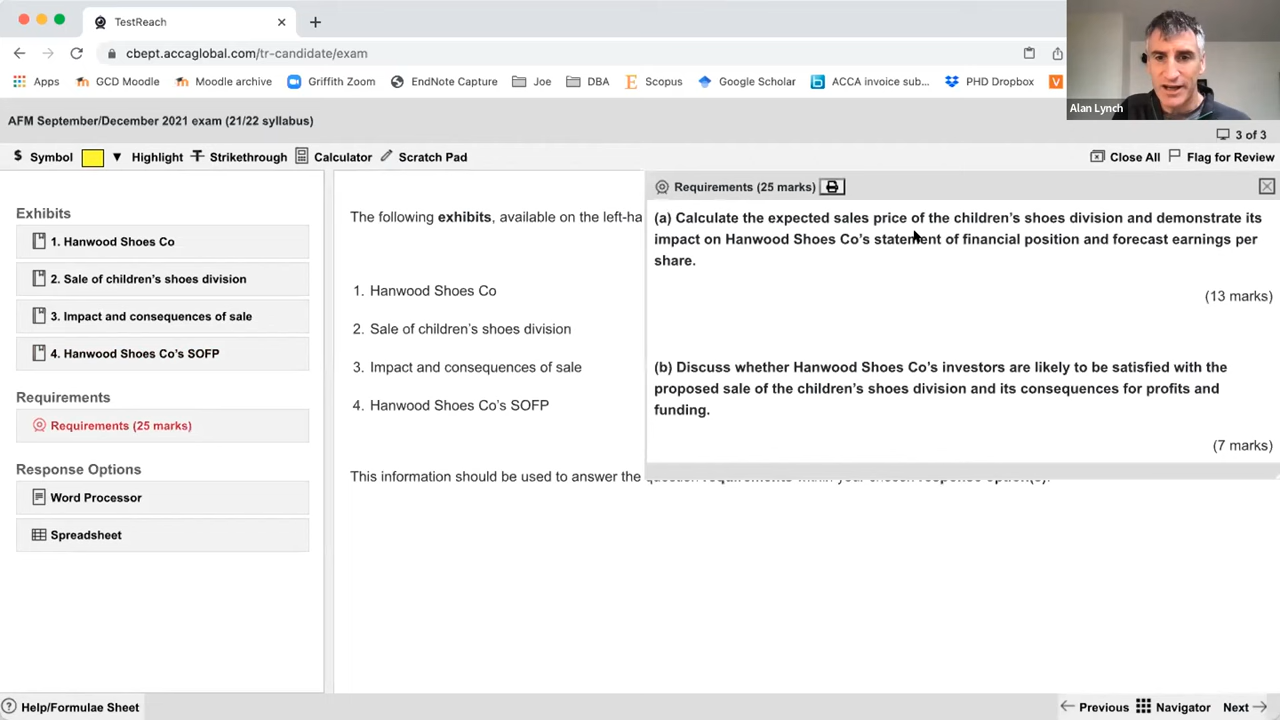 TestReach
cbept.accaglobal.com/tr-candidate/exam
Apps GCD Moodle Moodle archive Griffith Zoom EndNote Capture Joe DBA Scopus Google Scholar ACCA invoice sub... PHD Dropbox
Alan Lynch
AFM September/December 2021 exam (21/22 syllabus)
3 of 3
Symbol Highlight Strikethrough Calculator Scratch Pad Close All Flag for Review
Exhibits
1. Hanwood Shoes Co
2. Sale of children's shoes division
3. Impact and consequences of sale
4. Hanwood Shoes Co's SOFP
Requirements
Requirements (25 marks)
Response Options
Word Processor
Spreadsheet
The following exhibits, available on the left-ha
1. Hanwood Shoes Co
2. Sale of children's shoes division
3. Impact and consequences of sale
4. Hanwood Shoes Co's SOFP
This information should be used to answer the
Requirements (25 marks)
(a) Calculate the expected sales price of the children's shoes division and demonstrate its
impact on Hanwood Shoes Co's statement of financial position and forecast earnings per
share.
(13 marks)
(b) Discuss whether Hanwood Shoes Co's investors are likely to be satisfied with the
proposed sale of the children's shoes division and its consequences for profits and
funding.
(7 marks)
Help/Formulae Sheet
Previous Navigator Next